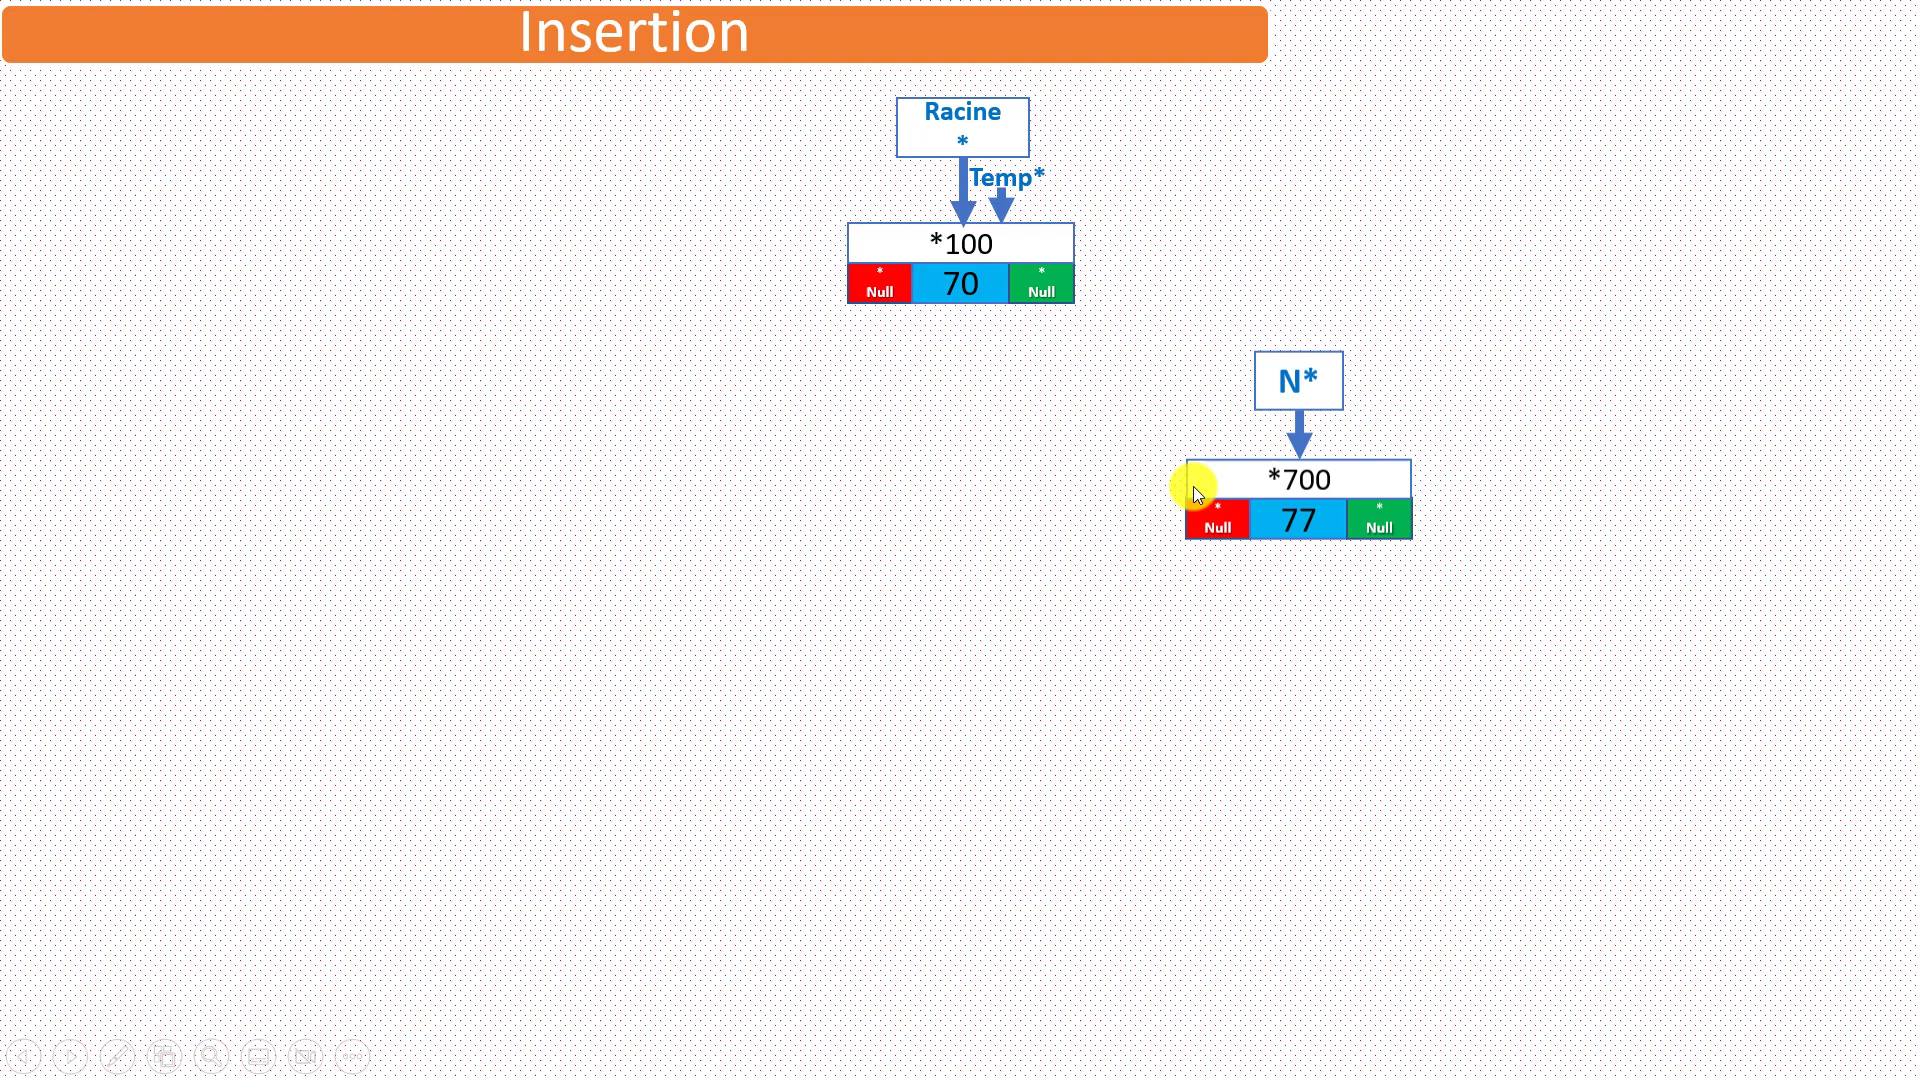 Insertion
Racine
*
Temp*
*100
*
Null
70
*
Null
N*
*700
*
Null
77
*
Null